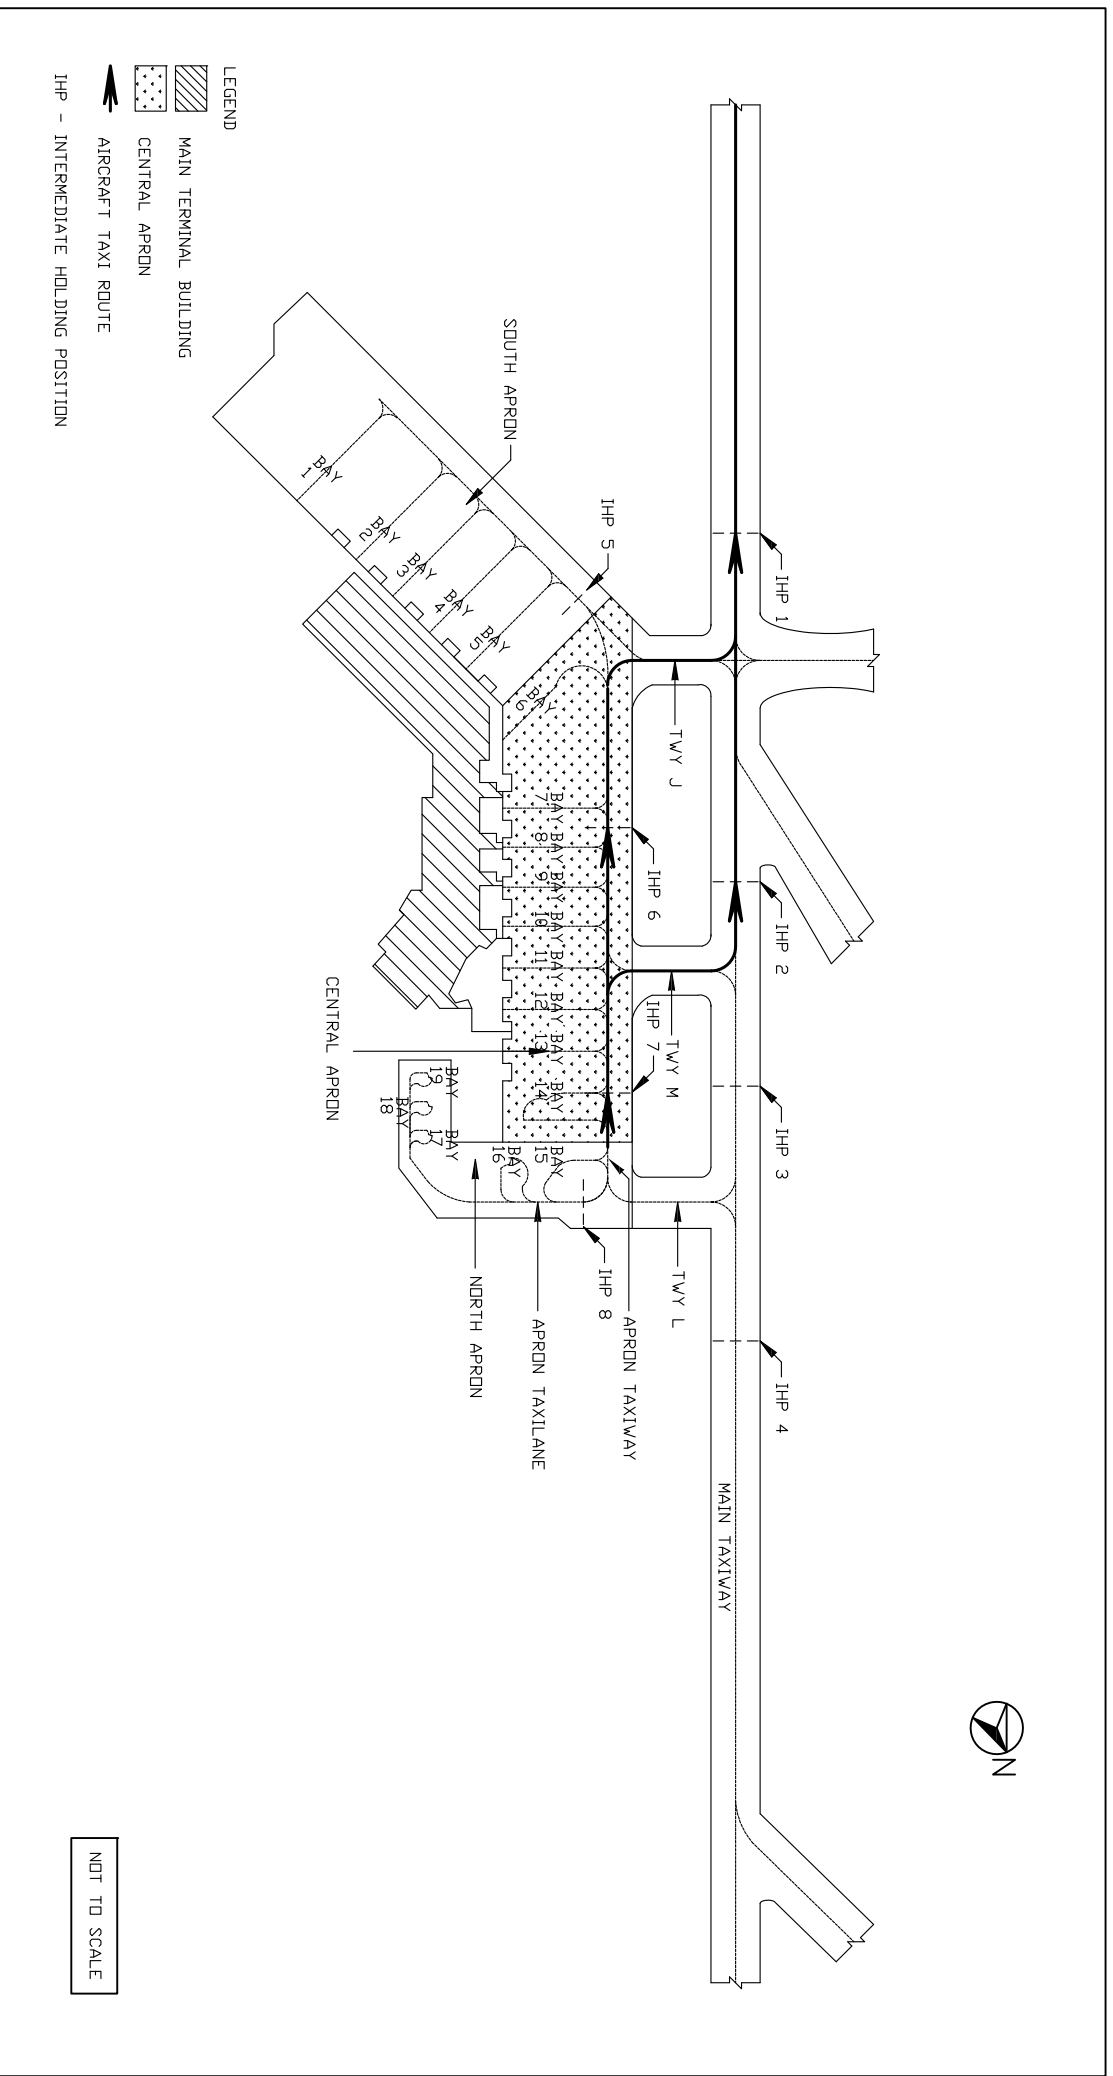 LEGEND
MAIN TERMINAL BUILDING
CENTRAL APRON
AIRCRAFT TAXI ROUTE
IHP - INTERMEDIATE HOLDING POSITION
SOUTH APRON
IHP 5
IHP 1
TWY J
IHP 6
IHP 2
IHP 7
TWY M
IHP 3
IHP 4
TWY L
IHP 8
APRON TAXIWAY
APRON TAXILANE
NORTH APRON
CENTRAL APRON
MAIN TAXIWAY
BAY
1
BAY
2
BAY
3
BAY
4
BAY
5
BAY
6
BAY
7
BAY
8
BAY
9
BAY
10
BAY
11
BAY
12
BAY
13
BAY
14
BAY
15
BAY
16
BAY
17
BAY
18
BAY
19
N
NOT TO SCALE